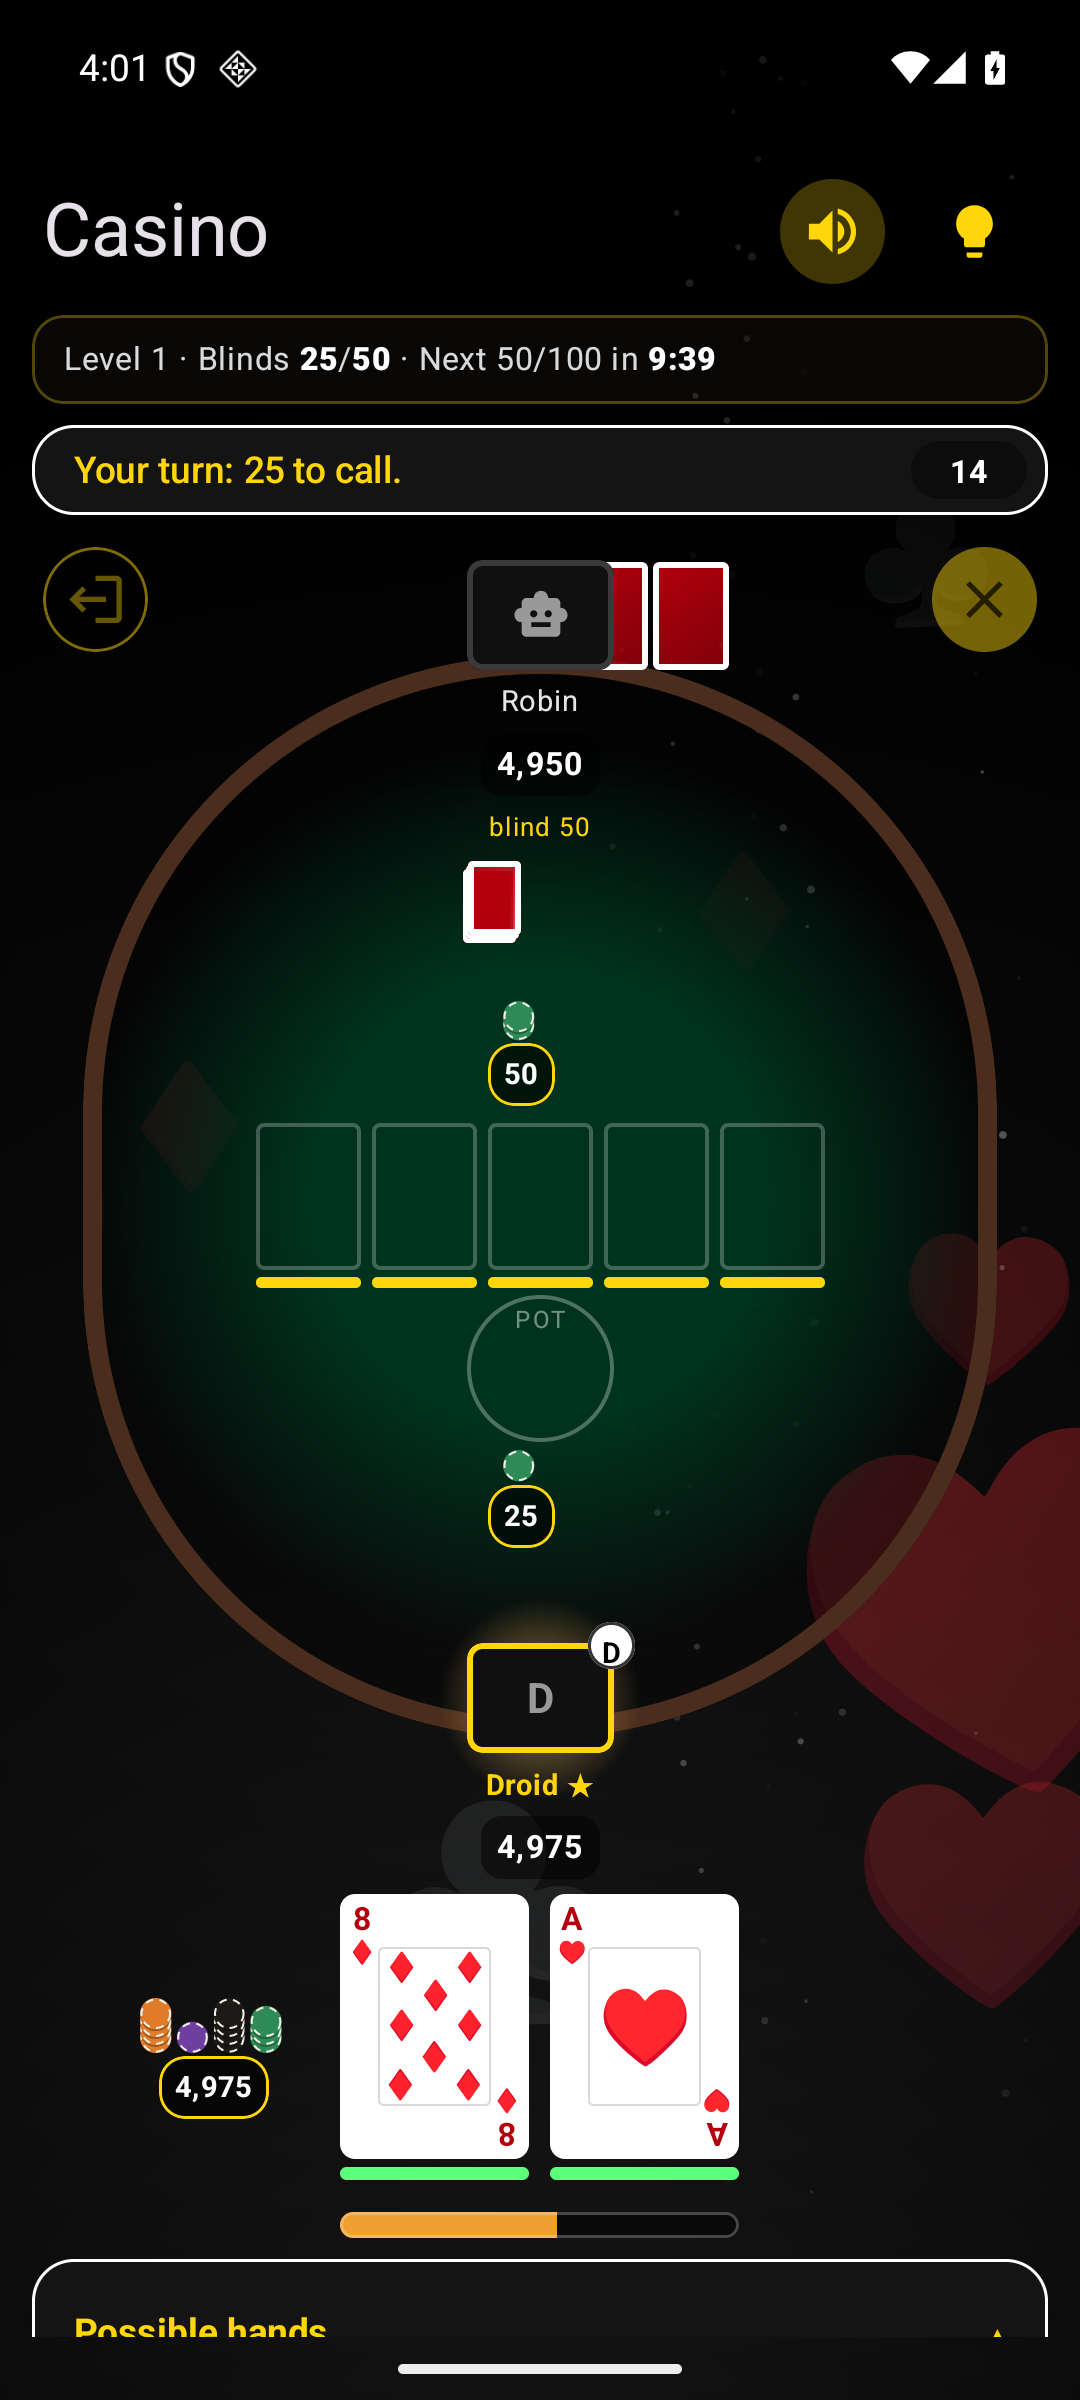 4:01
Casino
Level 1 · Blinds 25/50 · Next 50/100 in 9:39
Your turn: 25 to call.
14
Robin
4,950
blind 50
50
POT
25
D
D
Droid ★
4,975
8
A
4,975
8
A
Possible hands